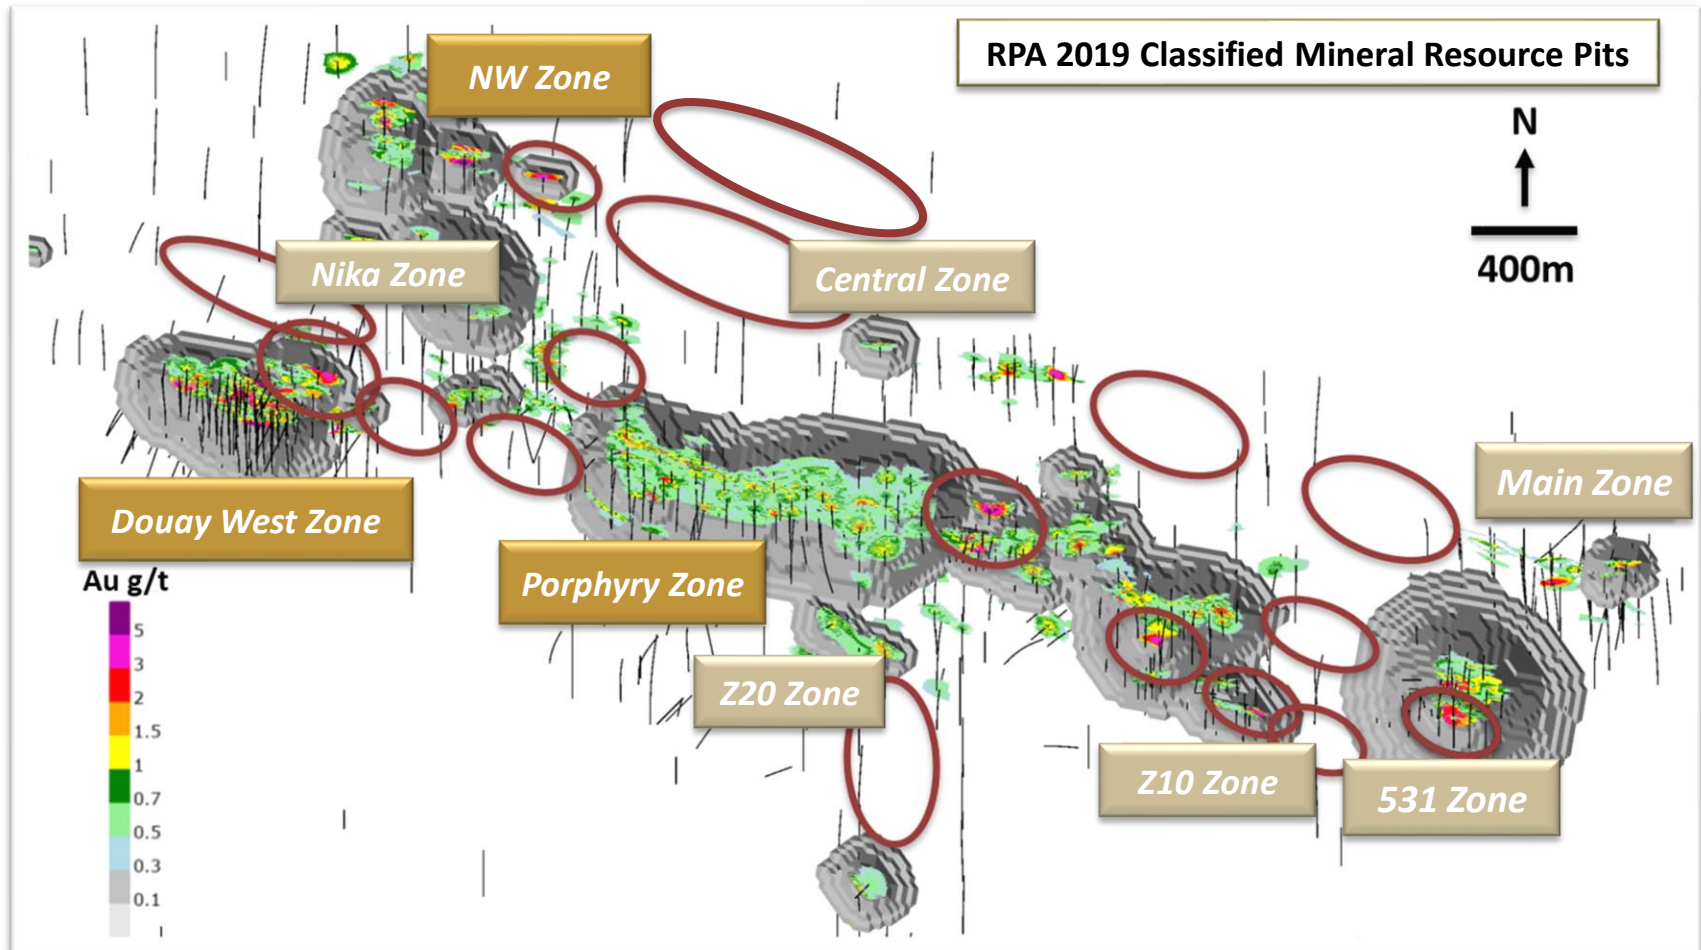 RPA 2019 Classified Mineral Resource Pits
NW Zone
N
400m
Nika Zone
Central Zone
Main Zone
Douay West Zone
Porphyry Zone
Z20 Zone
Z10 Zone
531 Zone
Au g/t
5
3
2
1.5
1
0.7
0.5
0.3
0.1